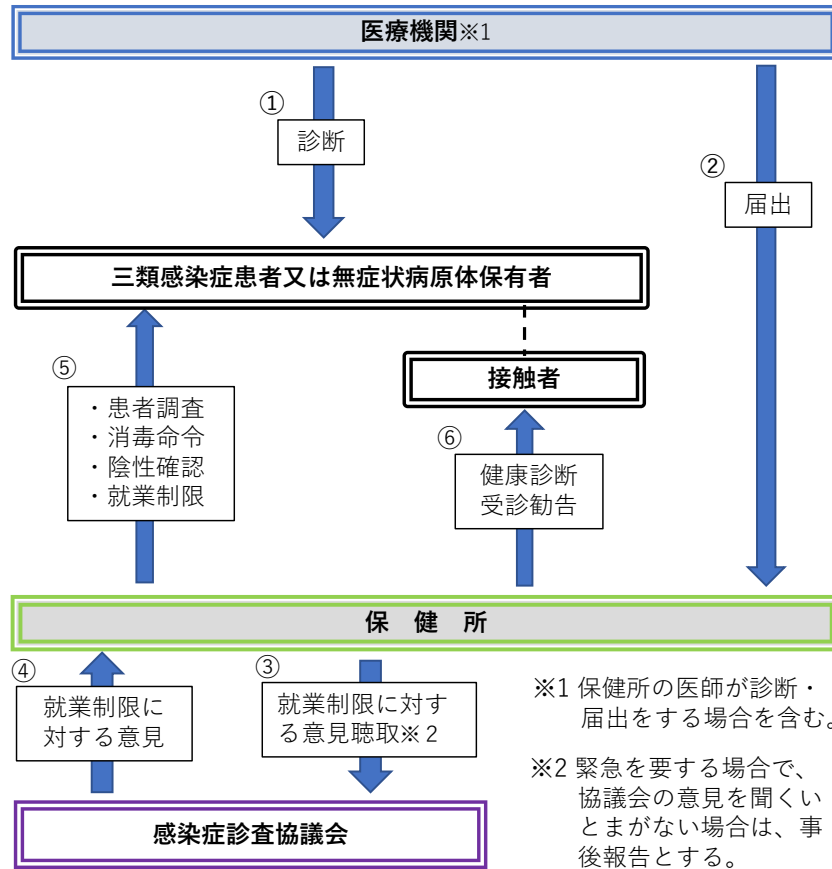 医療機関※1
①
診断
②
届出
三類感染症患者又は無症状病原体保有者
接触者
⑤
・患者調査
・消毒命令
・陰性確認
・就業制限
⑥
健康診断
受診勧告
保　健　所
④
就業制限に
対する意見
③
就業制限に対す
る意見聴取※２
※1 保健所の医師が診断・
届出をする場合を含む。
※2 緊急を要する場合で、
協議会の意見を聞くい
とまがない場合は、事
後報告とする。
感染症診査協議会